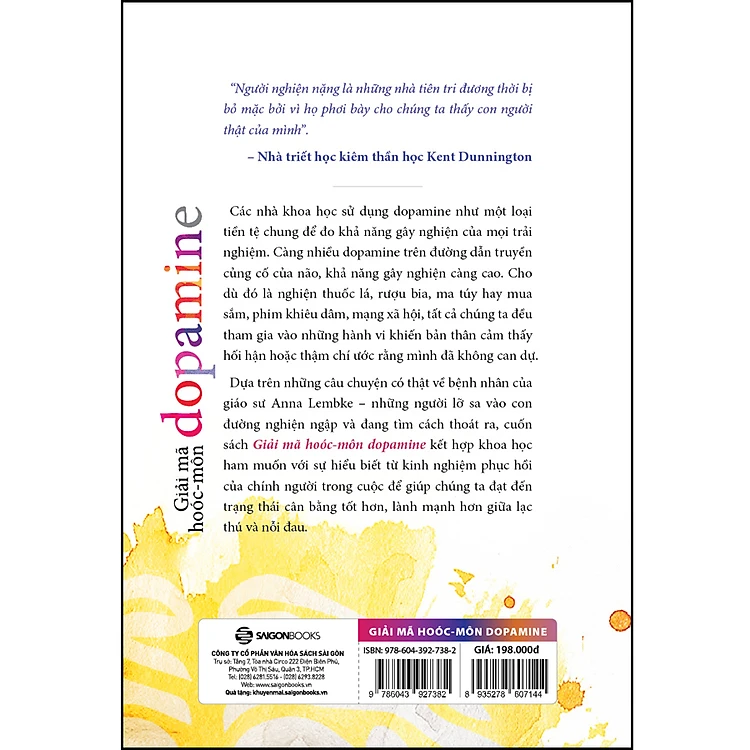 “Người nghiện nặng là những nhà tiên tri đương thời bị
bỏ mặc bởi vì họ phơi bày cho chúng ta thấy con người
thật của mình”.
– Nhà triết học kiêm thần học Kent Dunnington
Các nhà khoa học sử dụng dopamine như một loại
tiền tệ chung để đo khả năng gây nghiện của mọi trải
nghiệm. Càng nhiều dopamine trên đường dẫn truyền
củng cố của não, khả năng gây nghiện càng cao. Cho
dù đó là nghiện thuốc lá, rượu bia, ma túy hay mua
sắm, phim khiêu dâm, mạng xã hội, tất cả chúng ta đều
tham gia vào những hành vi khiến bản thân cảm thấy
hối hận hoặc thậm chí ước rằng mình đã không can dự.
Dựa trên những câu chuyện có thật về bệnh nhân của
giáo sư Anna Lembke – những người lỡ sa vào con
đường nghiện ngập và đang tìm cách thoát ra, cuốn
sách Giải mã hoóc-môn dopamine kết hợp khoa học
ham muốn với sự hiểu biết từ kinh nghiệm phục hồi
của chính người trong cuộc để giúp chúng ta đạt đến
trạng thái cân bằng tốt hơn, lành mạnh hơn giữa lạc
thú và nỗi đau.
Giải mã
hoóc-môn
dopamine
SAIGONBOOKS
CÔNG TY CỔ PHẦN VĂN HÓA SÁCH SÀI GÒN
Trụ sở: Tầng 7, Tòa nhà Circo 222 Điện Biên Phủ,
Phường Võ Thị Sáu, Quận 3, TP.HCM
Tel: (028) 6281.5516 - (028) 6293.8228
Web: www.saigonbooks.vn
Quà tặng: khuyenmai.saigonbooks.vn
GIẢI MÃ HOÓC-MÔN DOPAMINE
ISBN: 978-604-392-738-2
GIÁ: 198.000đ
9 786043 927382
8 935278 607144